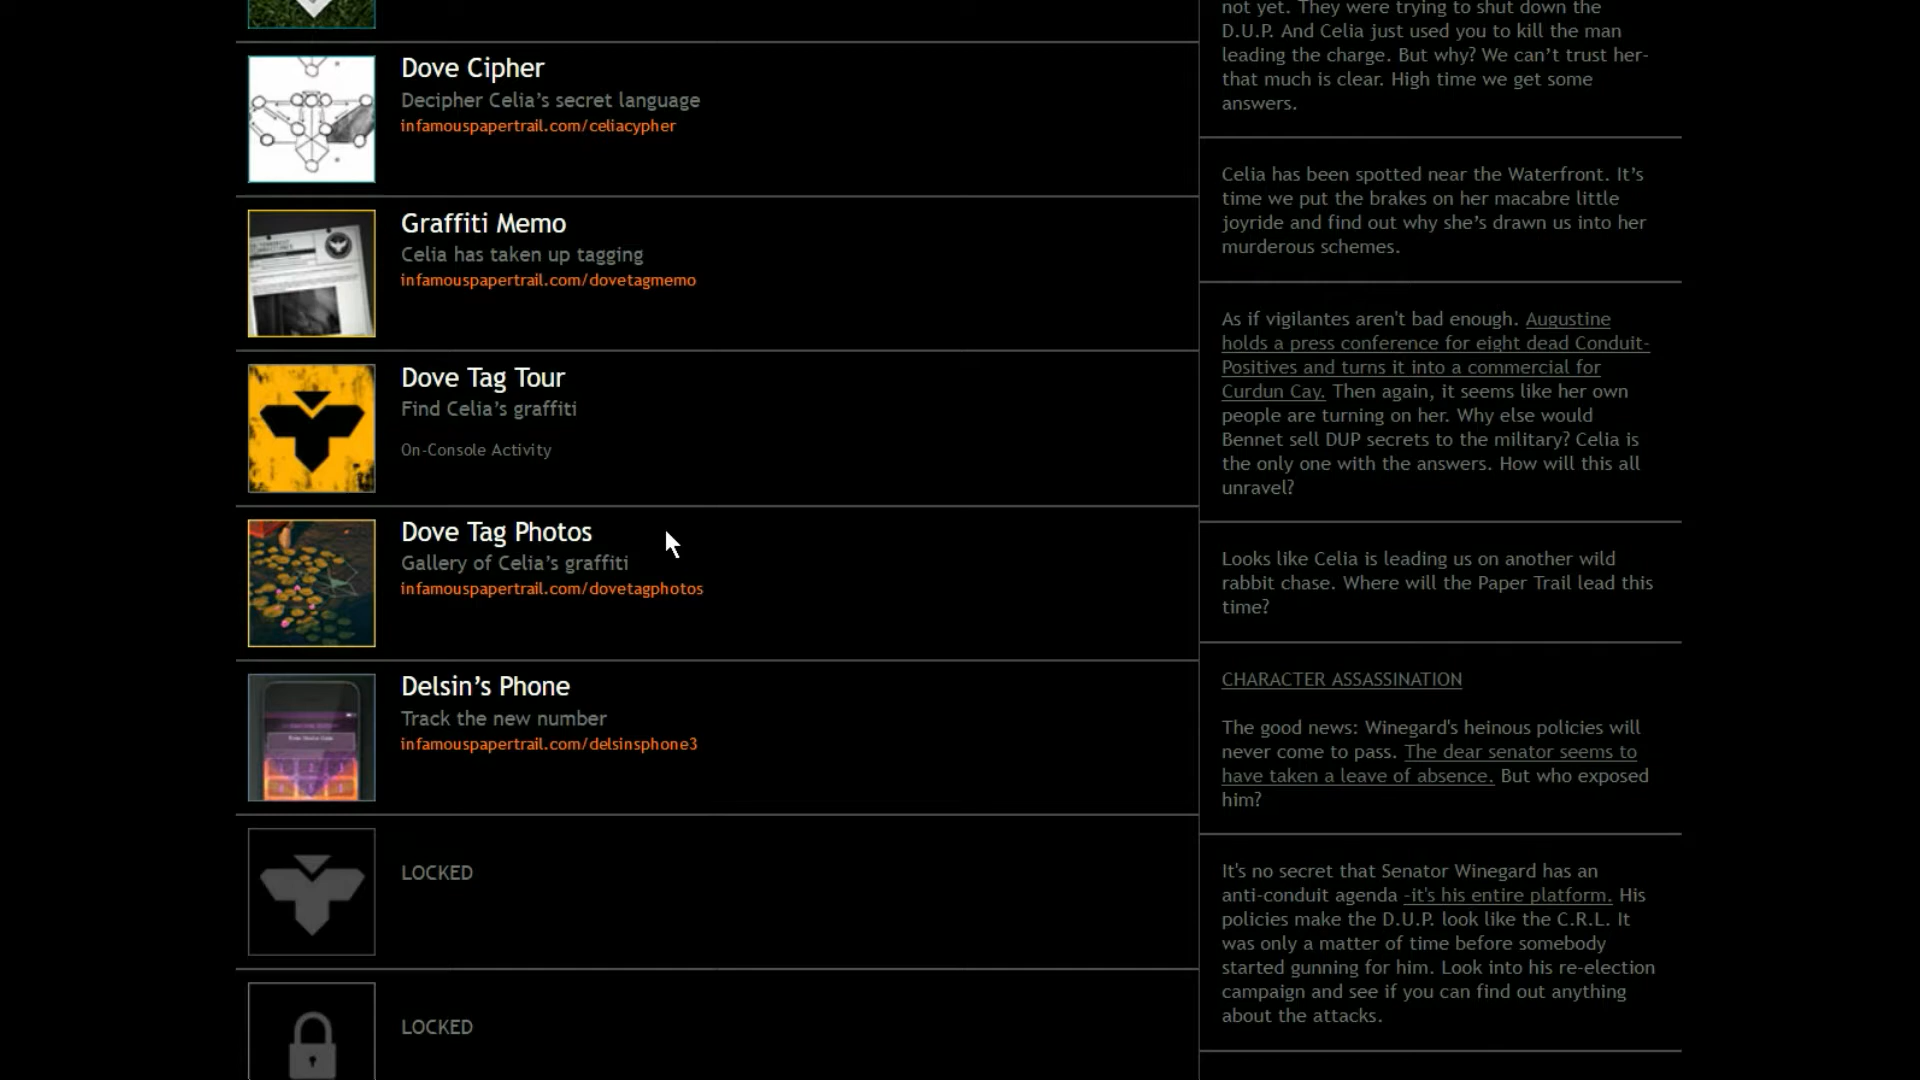 Dove Cipher
Decipher Celia’s secret language
infamouspapertrail.com/celiacypher
Graffiti Memo
Celia has taken up tagging
infamouspapertrail.com/dovetagmemo
Dove Tag Tour
Find Celia’s graffiti
On-Console Activity
Dove Tag Photos
Gallery of Celia’s graffiti
infamouspapertrail.com/dovetagphotos
Delsin’s Phone
Track the new number
infamouspapertrail.com/delsinsphone3
LOCKED
LOCKED
not yet. They were trying to shut down the
D.U.P. And Celia just used you to kill the man
leading the charge. But why? We can’t trust her-
that much is clear. High time we get some
answers.
Celia has been spotted near the Waterfront. It’s
time we put the brakes on her macabre little
joyride and find out why she’s drawn us into her
murderous schemes.
As if vigilantes aren't bad enough. Augustine
holds a press conference for eight dead Conduit-
Positives and turns it into a commercial for
Curdun Cay. Then again, it seems like her own
people are turning on her. Why else would
Bennet sell DUP secrets to the military? Celia is
the only one with the answers. How will this all
unravel?
Looks like Celia is leading us on another wild
rabbit chase. Where will the Paper Trail lead this
time?
CHARACTER ASSASSINATION
The good news: Winegard's heinous policies will
never come to pass. The dear senator seems to
have taken a leave of absence. But who exposed
him?
It's no secret that Senator Winegard has an
anti-conduit agenda -it's his entire platform. His
policies make the D.U.P. look like the C.R.L. It
was only a matter of time before somebody
started gunning for him. Look into his re-election
campaign and see if you can find out anything
about the attacks.